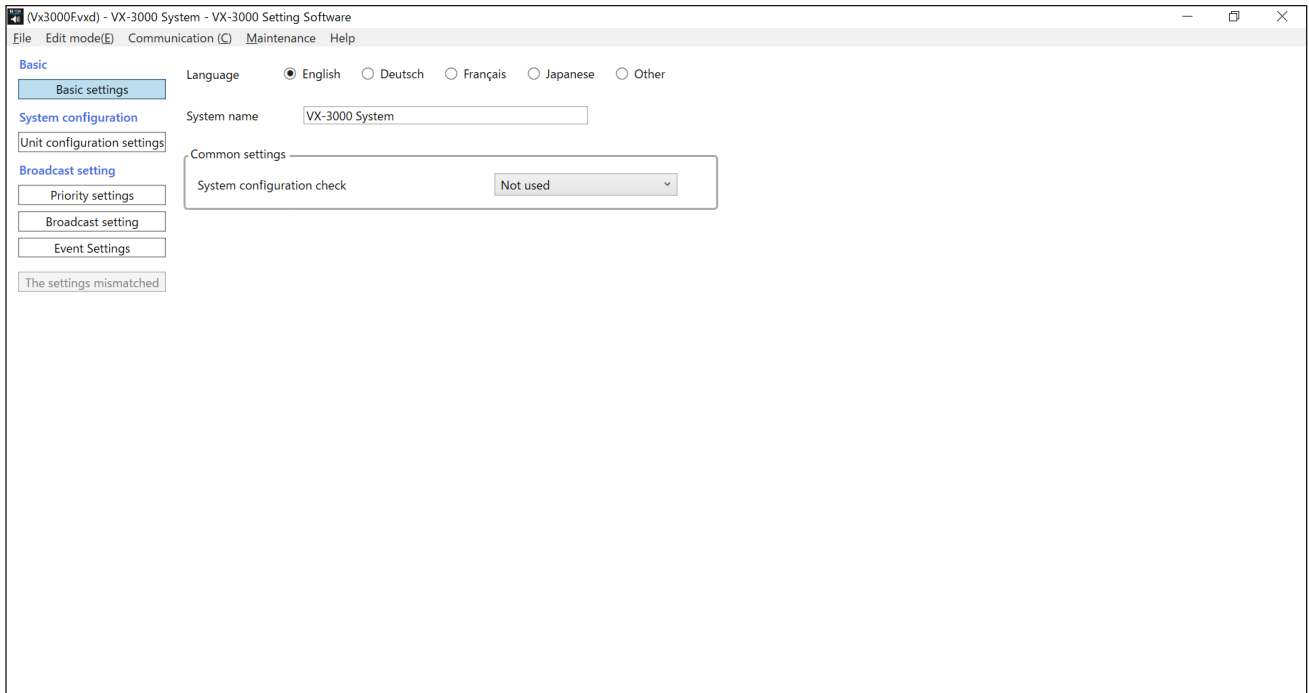 (Vx3000F.vxd) - VX-3000 System - VX-3000 Setting Software
File Edit mode(E) Communication (C) Maintenance Help
Basic
Basic settings
System configuration
Unit configuration settings
Broadcast setting
Priority settings
Broadcast setting
Event Settings
The settings mismatched
Language English Deutsch Français Japanese Other
System name VX-3000 System
Common settings
System configuration check Not used